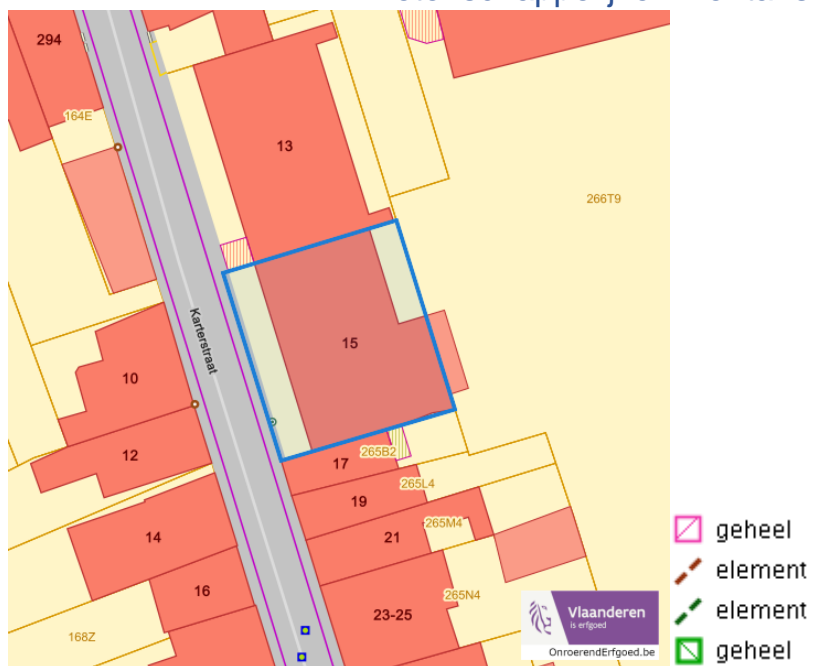 294
164E
13
266T9
Karterstraat
15
10
12
265B2
17
265L4
19
265M4
21
14
16
265N4
23-25
168Z
Vlaanderen
is erfgoed
OnroerendErfgoed.be
geheel
element
element
geheel